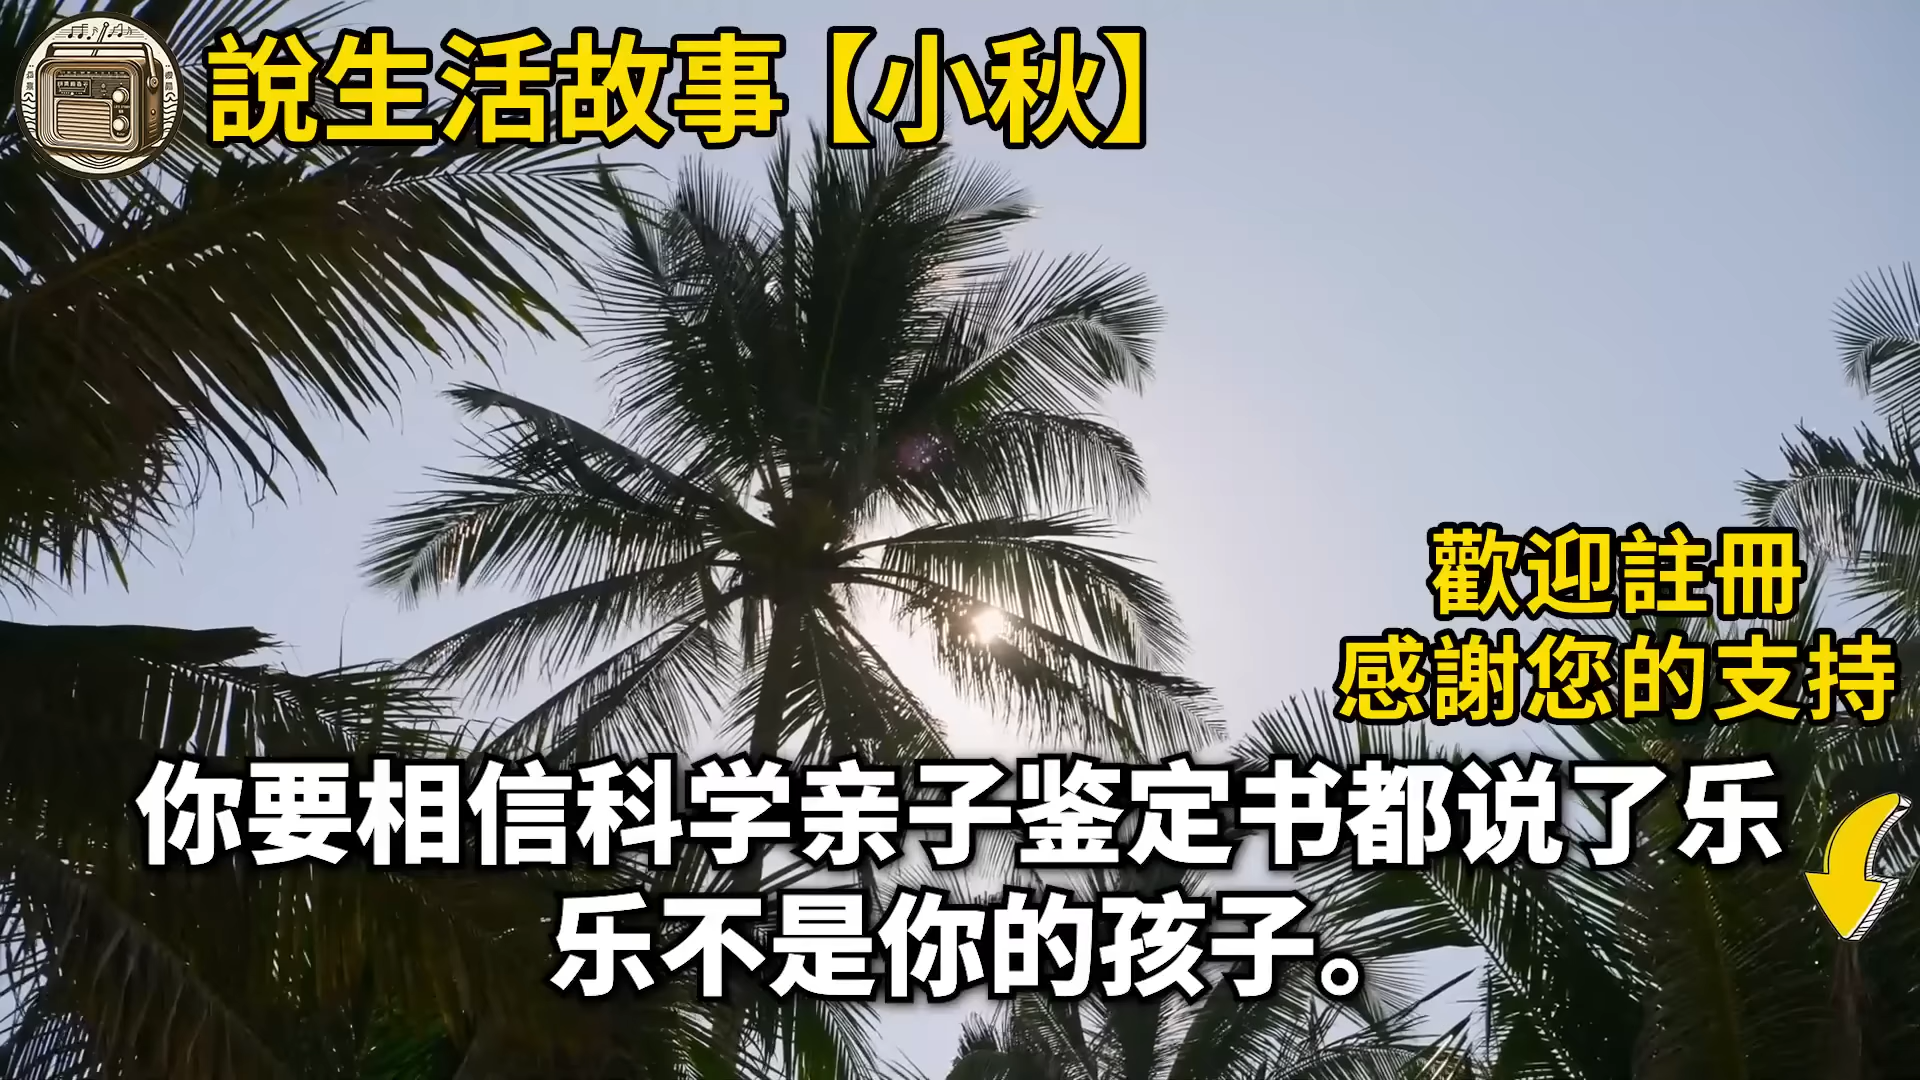 說生活故事【小秋】
歡迎註冊
感謝您的支持
你要相信科学亲子鉴定书都说了乐
乐不是你的孩子。